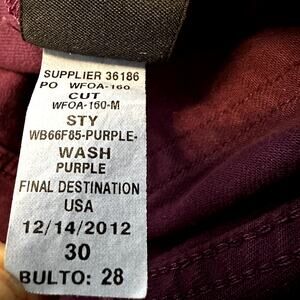 SUPPLIER 36186
PO WFOA-160
CUT
WFOA-160-M
STY
WB66F85-PURPLE-
WASH
PURPLE
FINAL DESTINATION
USA
12/14/2012
30
BULTO: 28